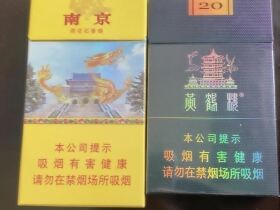 南京
20
黄鹤楼
本公司提示
吸烟有害健康
请勿在禁烟场所吸烟
本公司提示
吸烟有害健康
请勿在禁烟场所吸烟